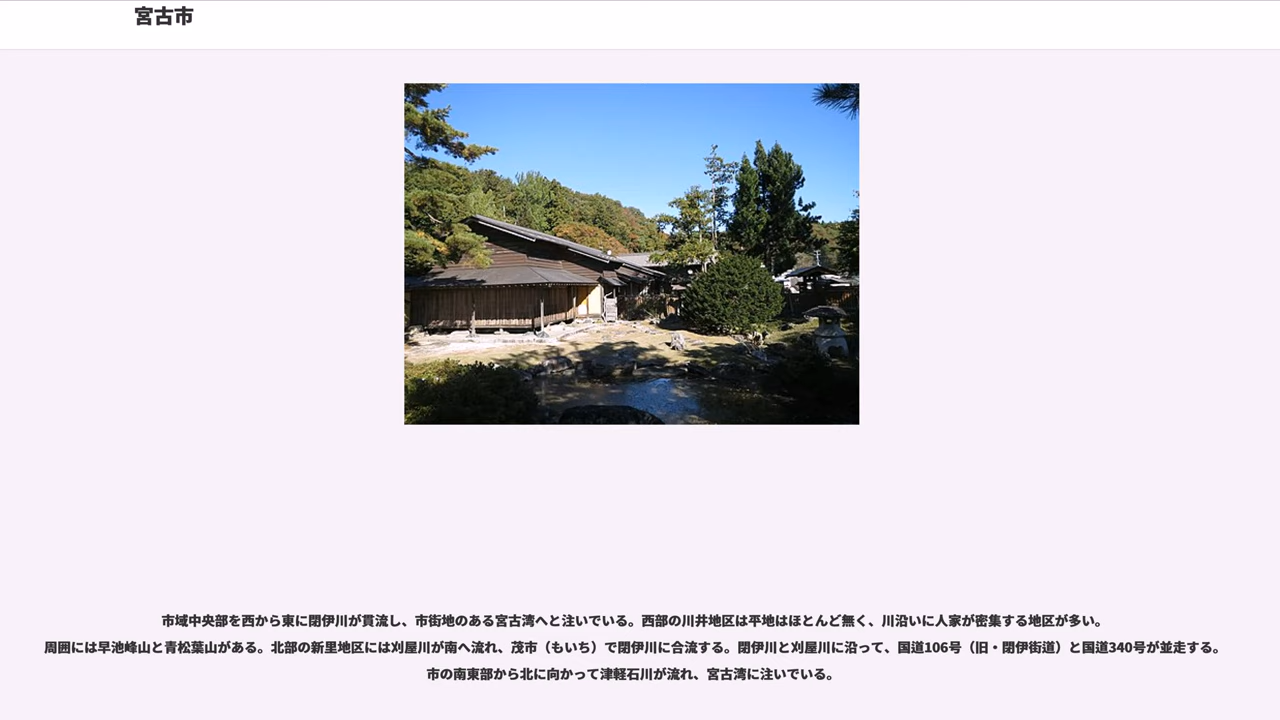 宮古市
市域中央部を西から東に閉伊川が貫流し、市街地のある宮古湾へと注いでいる。西部の川井地区は平地はほとんど無く、川沿いに人家が密集する地区が多い。
周囲には早池峰山と青松葉山がある。北部の新里地区には刈屋川が南へ流れ、茂市（もいち）で閉伊川に合流する。閉伊川と刈屋川に沿って、国道106号（旧・閉伊街道）と国道340号が並走する。
市の南東部から北に向かって津軽石川が流れ、宮古湾に注いでいる。